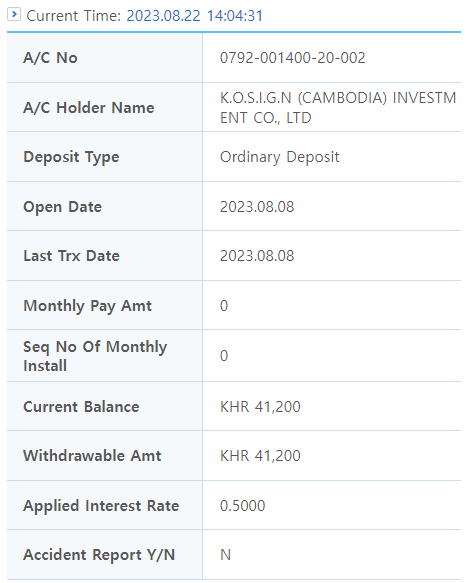 Current Time: 2023.08.22 14:04:31
A/C No 0792-001400-20-002
A/C Holder Name K.O.S.I.G.N (CAMBODIA) INVESTM
ENT CO., LTD
Deposit Type Ordinary Deposit
Open Date 2023.08.08
Last Trx Date 2023.08.08
Monthly Pay Amt 0
Seq No Of Monthly
Install 0
Current Balance KHR 41,200
Withdrawable Amt KHR 41,200
Applied Interest Rate 0.5000
Accident Report Y/N N